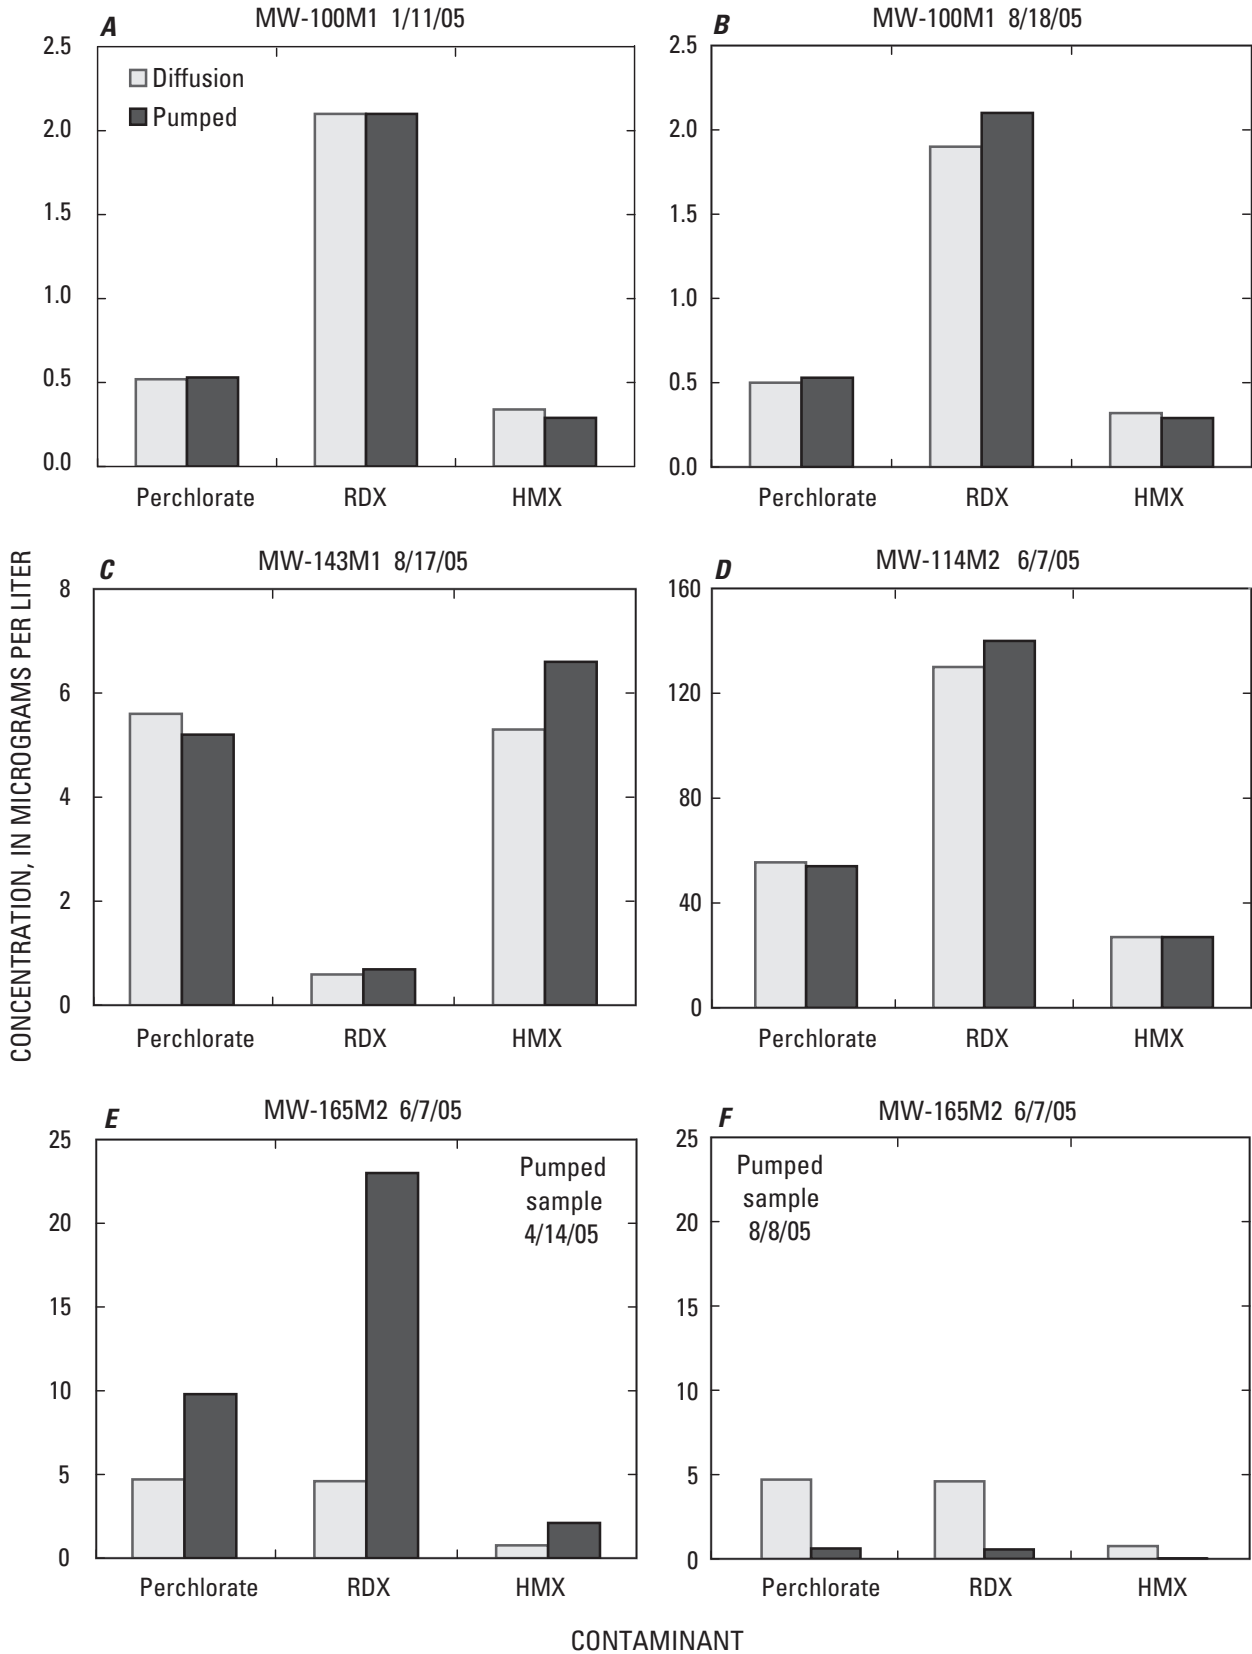 A MW-100M1 1/11/05
2.5
2.0
1.5
1.0
0.5
0.0
Diffusion
Pumped
Perchlorate RDX HMX
B MW-100M1 8/18/05
2.5
2.0
1.5
1.0
0.5
0.0
Perchlorate RDX HMX
CONCENTRATION, IN MICROGRAMS PER LITER
C MW-143M1 8/17/05
8
6
4
2
0
Perchlorate RDX HMX
D MW-114M2 6/7/05
160
120
80
40
0
Perchlorate RDX HMX
E MW-165M2 6/7/05
25
20
15
10
5
0
Pumped
sample
4/14/05
Perchlorate RDX HMX
F MW-165M2 6/7/05
25
20
15
10
5
0
Pumped
sample
8/8/05
Perchlorate RDX HMX
CONTAMINANT